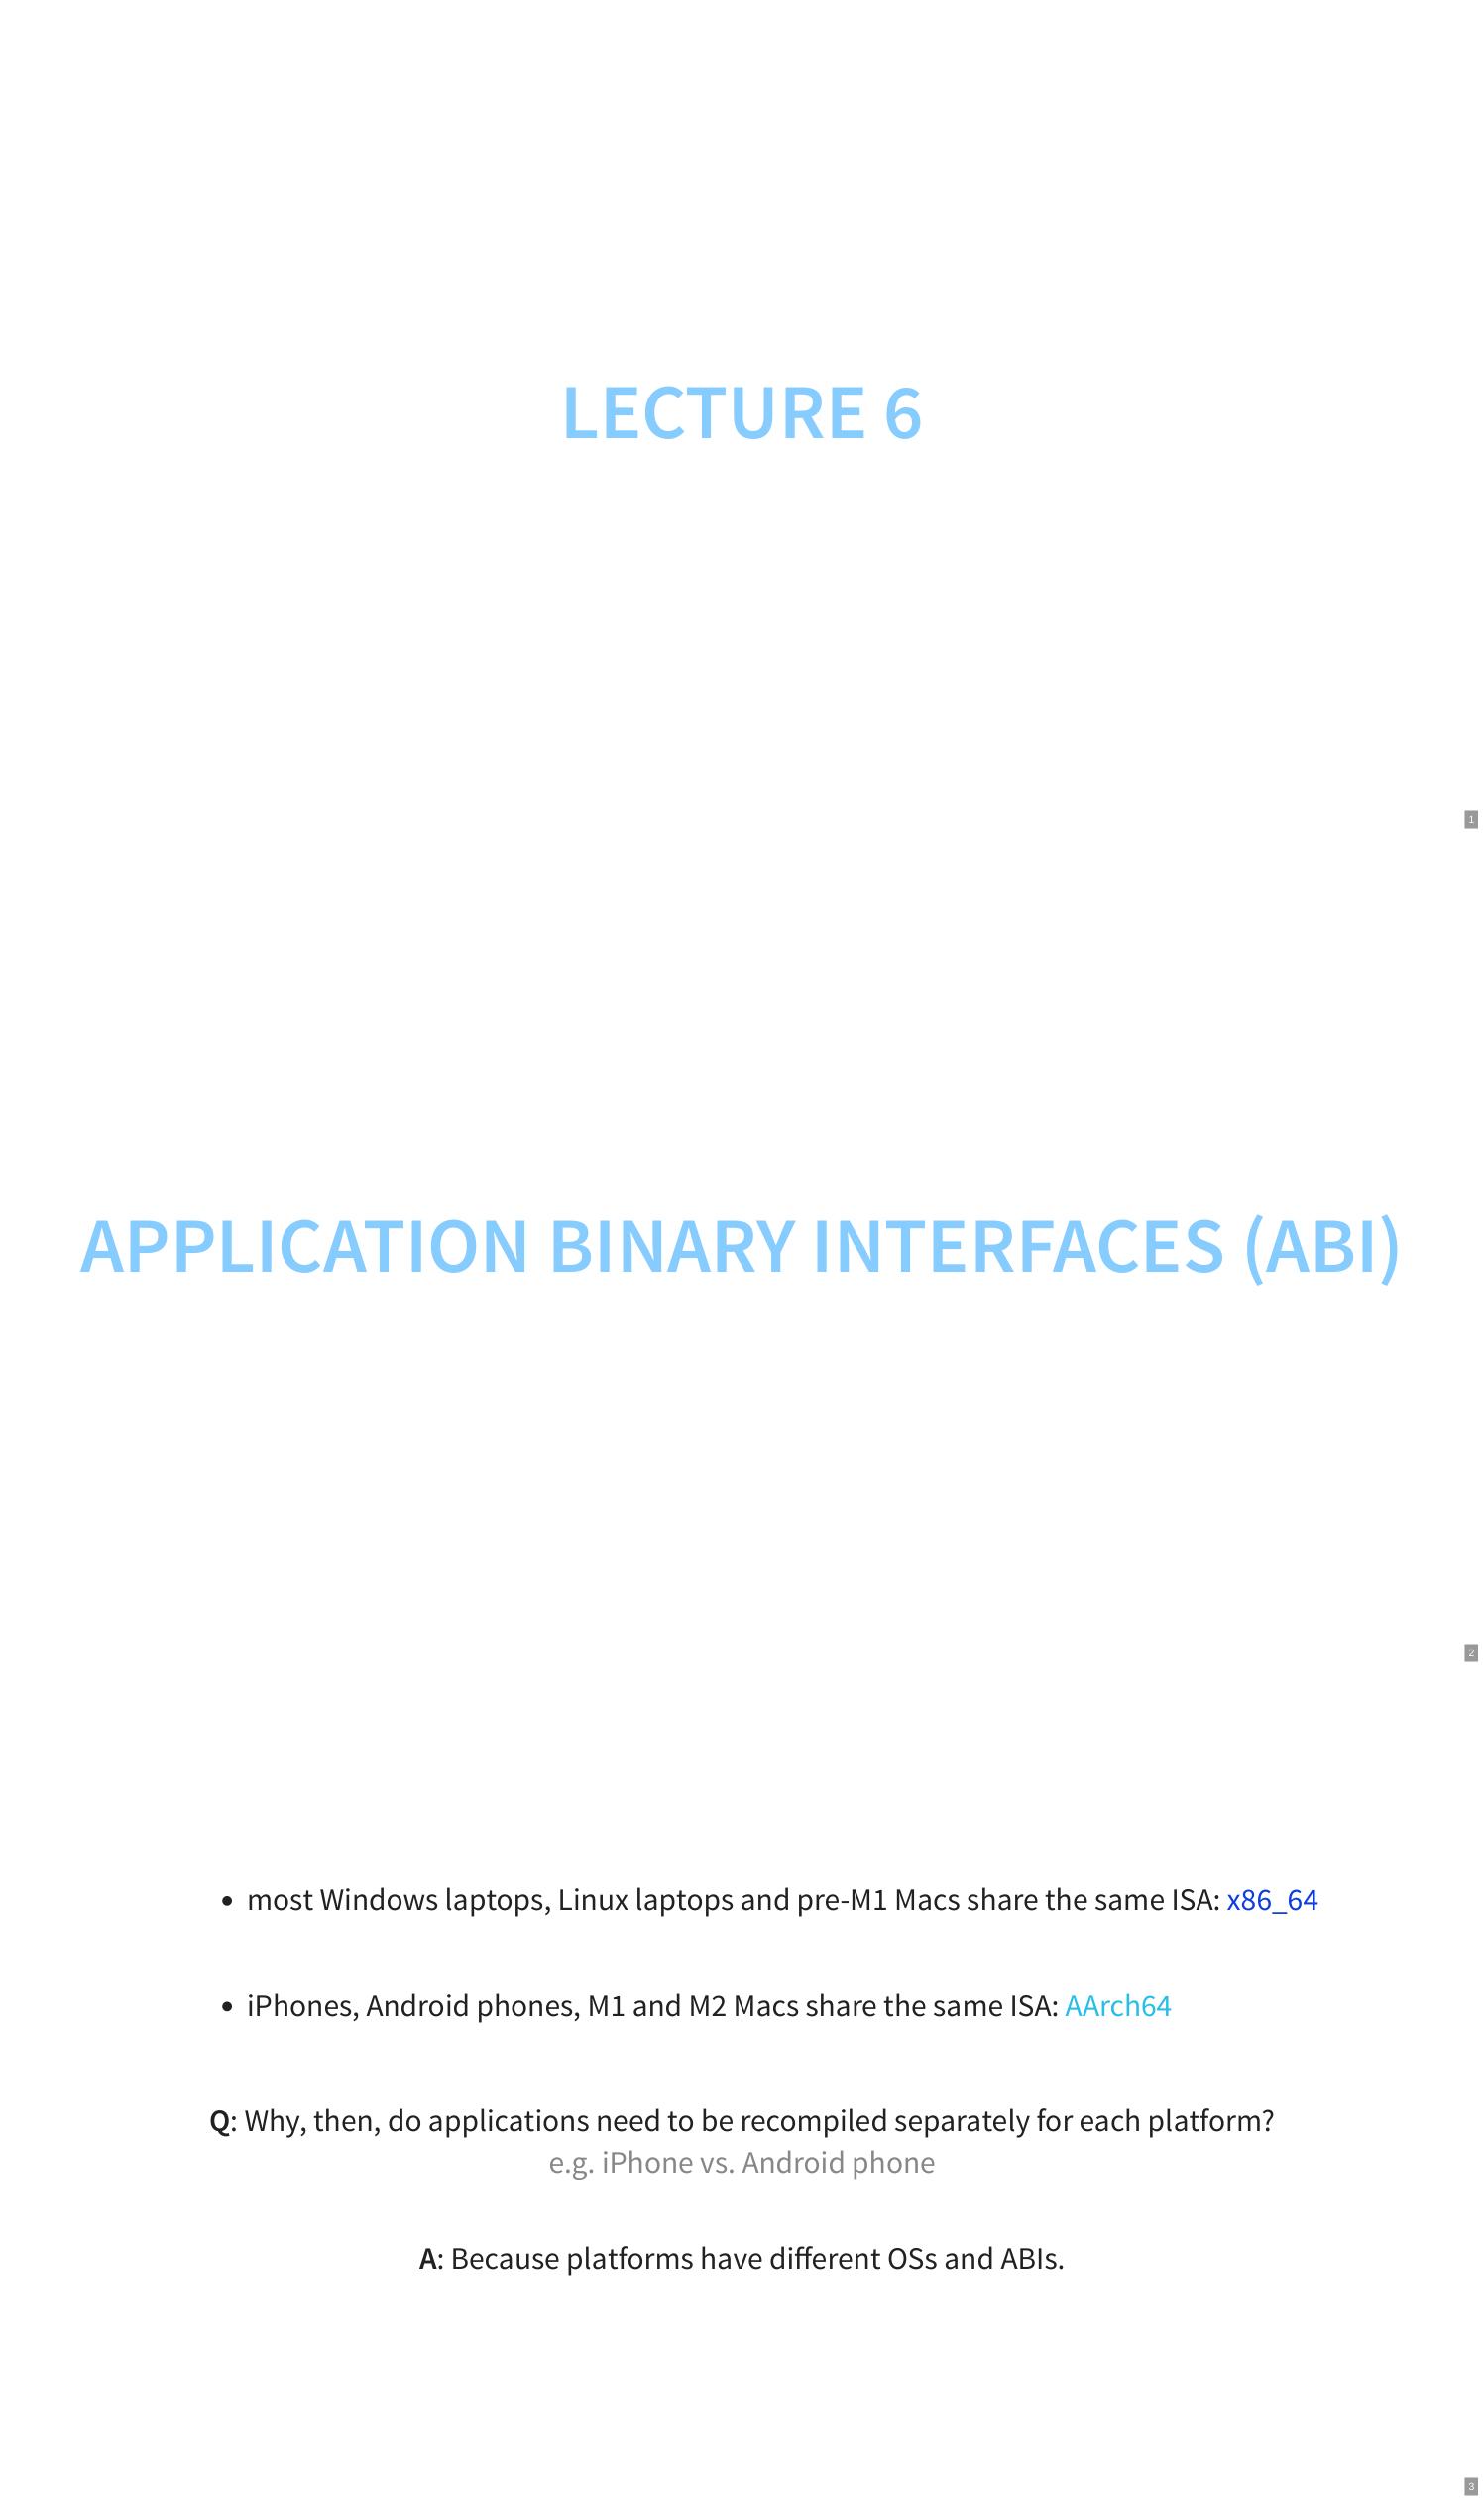 LECTURE 6
1
APPLICATION BINARY INTERFACES (ABI)
2
• most Windows laptops, Linux laptops and pre-M1 Macs share the same ISA: x86_64
• iPhones, Android phones, M1 and M2 Macs share the same ISA: AArch64
Q: Why, then, do applications need to be recompiled separately for each platform?
e.g. iPhone vs. Android phone
A: Because platforms have different OSs and ABIs.
3